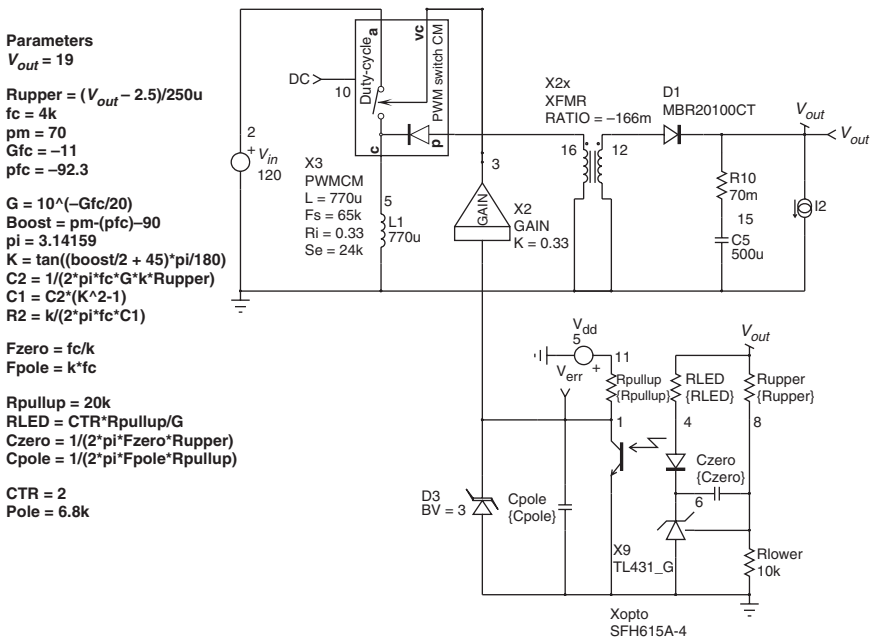 Parameters
Vout = 19
Rupper = (Vout – 2.5)/250u
fc = 4k
pm = 70
Gfc = –11
pfc = –92.3
G = 10^(–Gfc/20)
Boost = pm-(pfc)–90
pi = 3.14159
K = tan((boost/2 + 45)*pi/180)
C2 = 1/(2*pi*fc*G*k*Rupper)
C1 = C2*(K^2-1)
R2 = k/(2*pi*fc*C1)
Fzero = fc/k
Fpole = k*fc
Rpullup = 20k
RLED = CTR*Rpullup/G
Czero = 1/(2*pi*Fzero*Rupper)
Cpole = 1/(2*pi*Fpole*Rpullup)
CTR = 2
Pole = 6.8k
2
+
Vin
120
DC
10
Duty-cycle
a
vc
PWM switch CM
c
p
X3
PWMCM
L = 770u
Fs = 65k
Ri = 0.33
Se = 24k
5
L1
770u
3
GAIN
X2
GAIN
K = 0.33
X2x
XFMR
RATIO = –166m
16
12
D1
MBR20100CT
Vout
Vout
R10
70m
15
C5
500u
I2
Vdd
5
+
11
Verr
Rpullup
{Rpullup}
1
RLED
{RLED}
4
Vout
Rupper
{Rupper}
8
Czero
{Czero}
6
D3
BV = 3
Cpole
{Cpole}
X9
TL431_G
Rlower
10k
Xopto
SFH615A-4